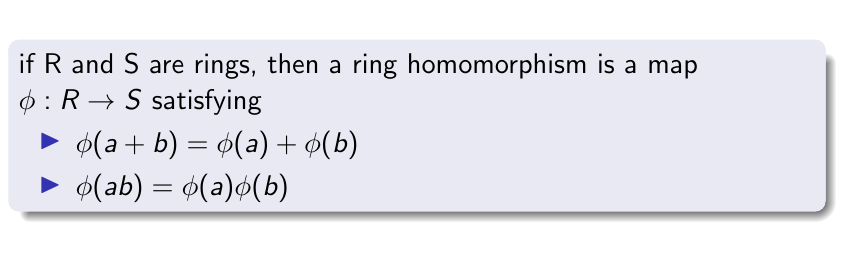 if R and S are rings, then a ring homomorphism is a map
ϕ : R → S satisfying
▶ ϕ(a + b) = ϕ(a) + ϕ(b)
▶ ϕ(ab) = ϕ(a)ϕ(b)